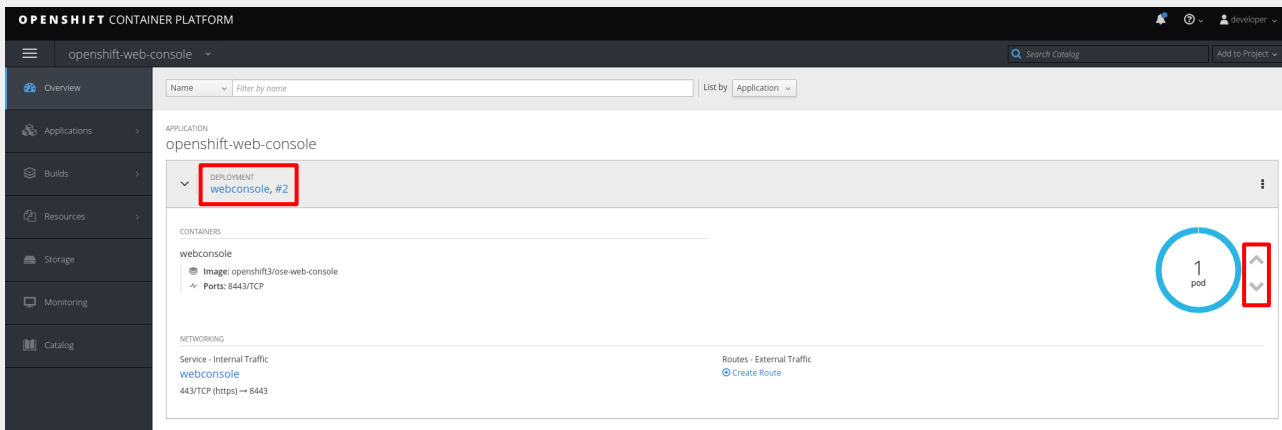 OPENSHIFT CONTAINER PLATFORM
developer
openshift-web-console
Search Catalog
Add to Project
Overview
Name
Filter by name
List by
Application
Applications
APPLICATION
openshift-web-console
Builds
DEPLOYMENT
webconsole, #2
Resources
CONTAINERS
webconsole
Storage
Image: openshift3/ose-web-console
Ports: 8443/TCP
1
pod
Monitoring
NETWORKING
Catalog
Service - Internal Traffic
Routes - External Traffic
webconsole
Create Route
443/TCP (https) → 8443